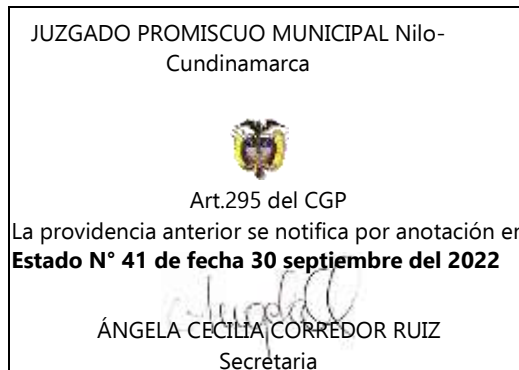 JUZGADO PROMISCUO MUNICIPAL Nilo-
Cundinamarca
Art.295 del CGP
La providencia anterior se notifica por anotación en
Estado N° 41 de fecha 30 septiembre del 2022
ÁNGELA CECILIA CORREDOR RUIZ
Secretaria